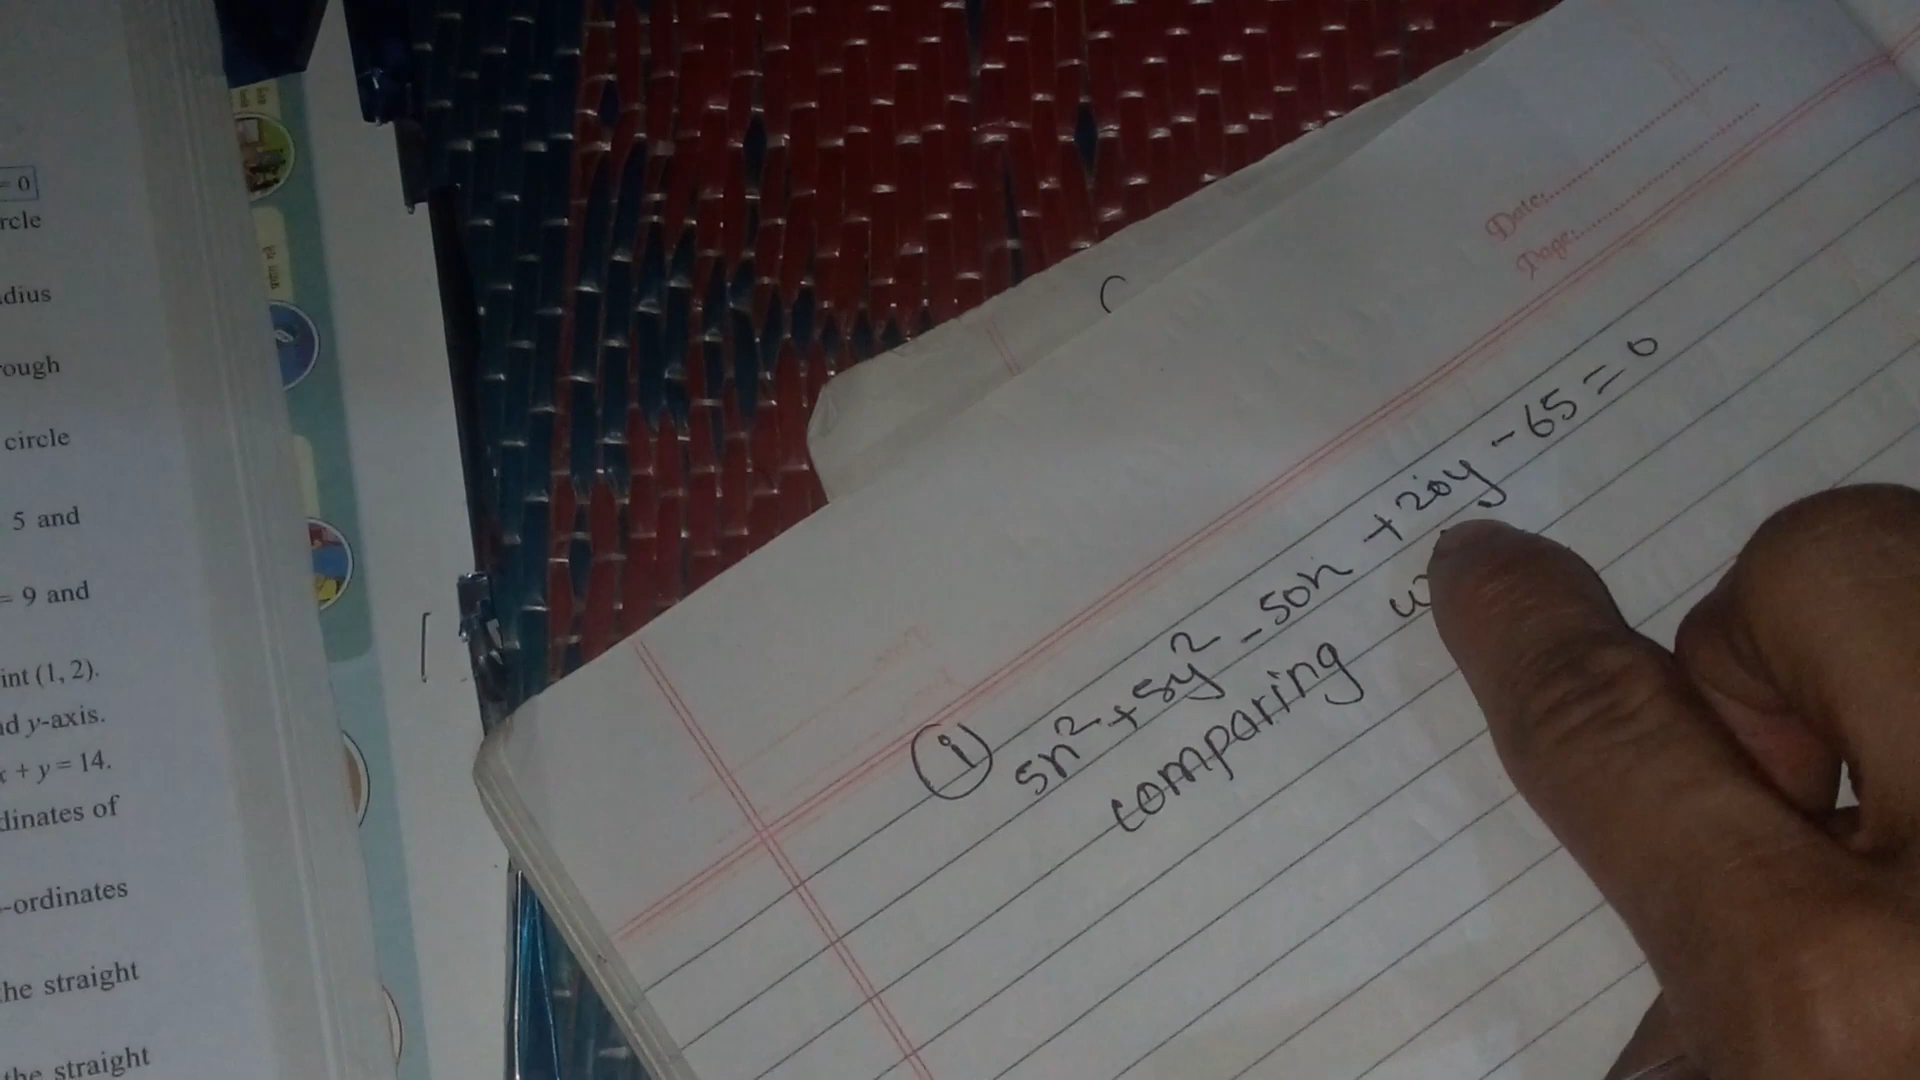 = 0
rcle
dius
ough
circle
5 and
= 9 and
int (1, 2).
d y-axis.
x + y = 14.
dinates of
-ordinates
he straight
the straight
Date:
Page:
(i) 5x² + 5y² - 50x + 20y - 65 = 0
comparing